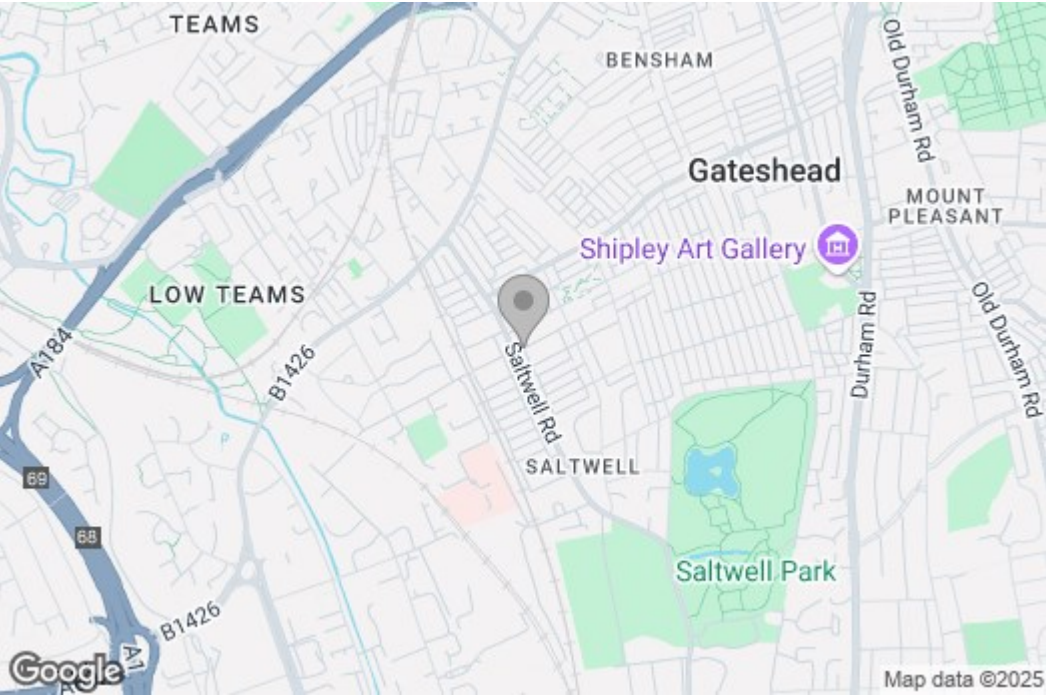 TEAMS
BENSHAM
Old Durham Rd
Gateshead
MOUNT
PLEASANT
Shipley Art Gallery
LOW TEAMS
Old Durham Rd
Durham Rd
A184
B1426
Saltwell Rd
SALTWELL
P
69
68
Saltwell Park
B1426
A1
Google
Map data ©2025